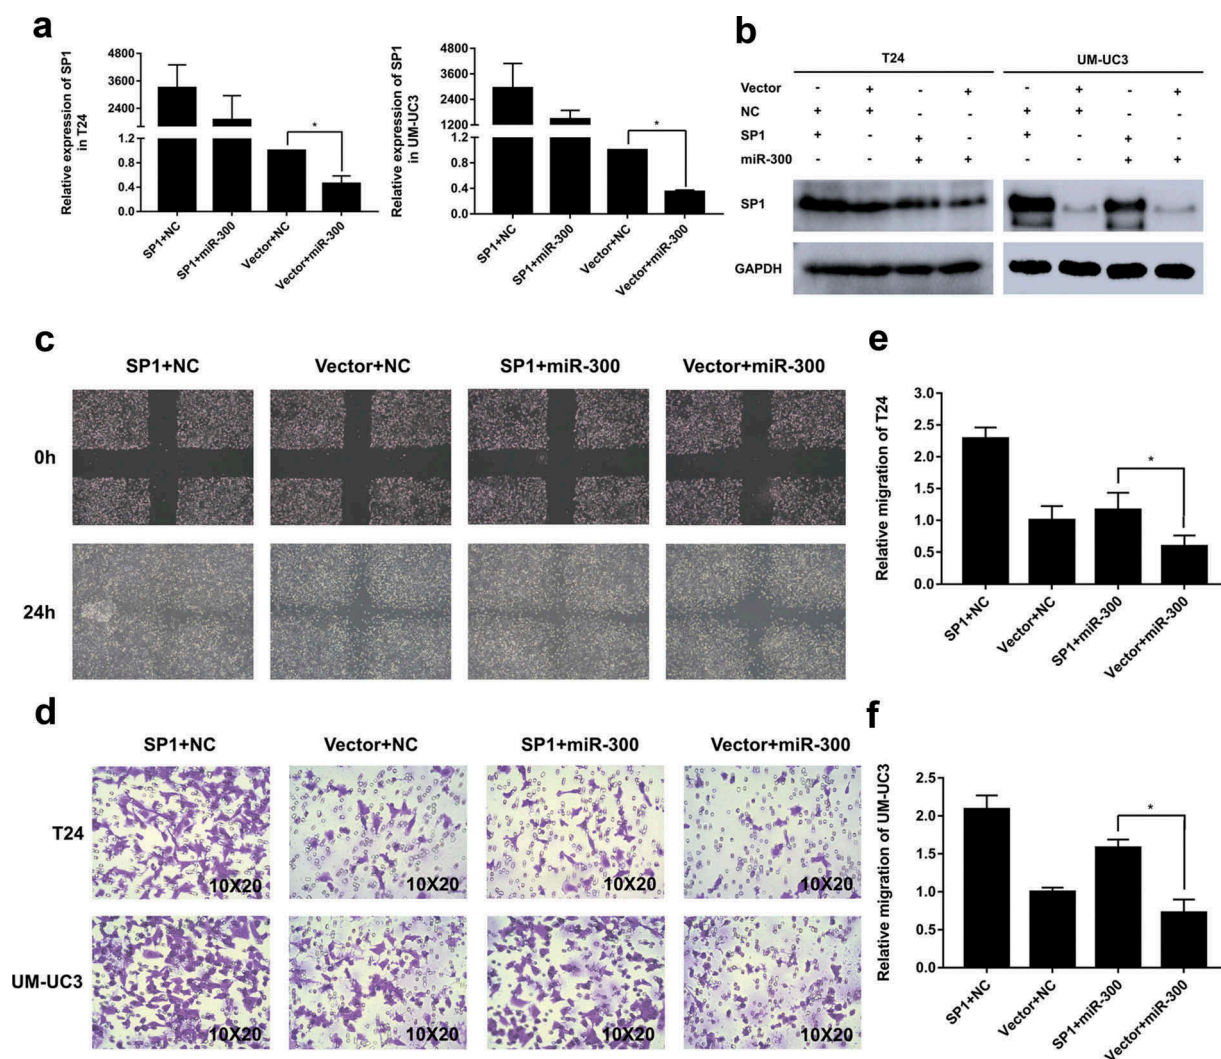 a
Relative expression of SP1
in T24
4800
3600
2400
1.2
0.8
0.4
0.0
*
SP1+NC
SP1+miR-300
Vector+NC
Vector+miR-300
Relative expression of SP1
in UM-UC3
4800
3600
2400
1200
1.2
0.8
0.4
0.0
*
SP1+NC
SP1+miR-300
Vector+NC
Vector+miR-300
b
T24 UM-UC3
Vector - + - + - + - +
NC + + - - + + - -
SP1 + - + - + - + -
miR-300 - - + + - - + +
SP1
GAPDH
c
SP1+NC Vector+NC SP1+miR-300 Vector+miR-300
0h
24h
d
SP1+NC Vector+NC SP1+miR-300 Vector+miR-300
T24
10X20 10X20 10X20 10X20
UM-UC3
10X20 10X20 10X20 10X20
e
Relative migration of T24
3.0
2.5
2.0
1.5
1.0
0.5
0.0
*
SP1+NC
Vector+NC
SP1+miR-300
Vector+miR-300
f
Relative migration of UM-UC3
2.5
2.0
1.5
1.0
0.5
0.0
*
SP1+NC
Vector+NC
SP1+miR-300
Vector+miR-300